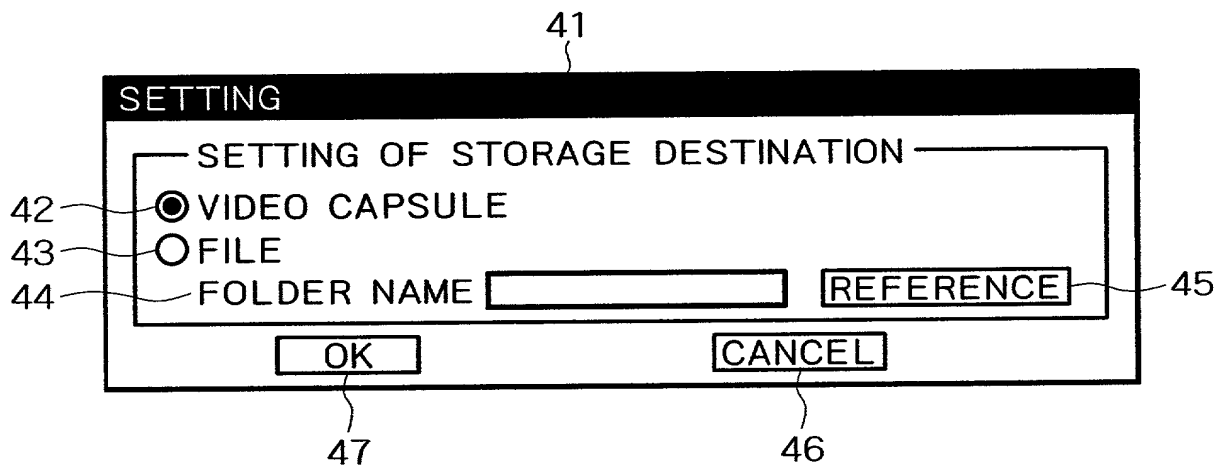 41
SETTING
SETTING OF STORAGE DESTINATION
42 VIDEO CAPSULE
43 FILE
44 FOLDER NAME REFERENCE 45
OK CANCEL
47 46